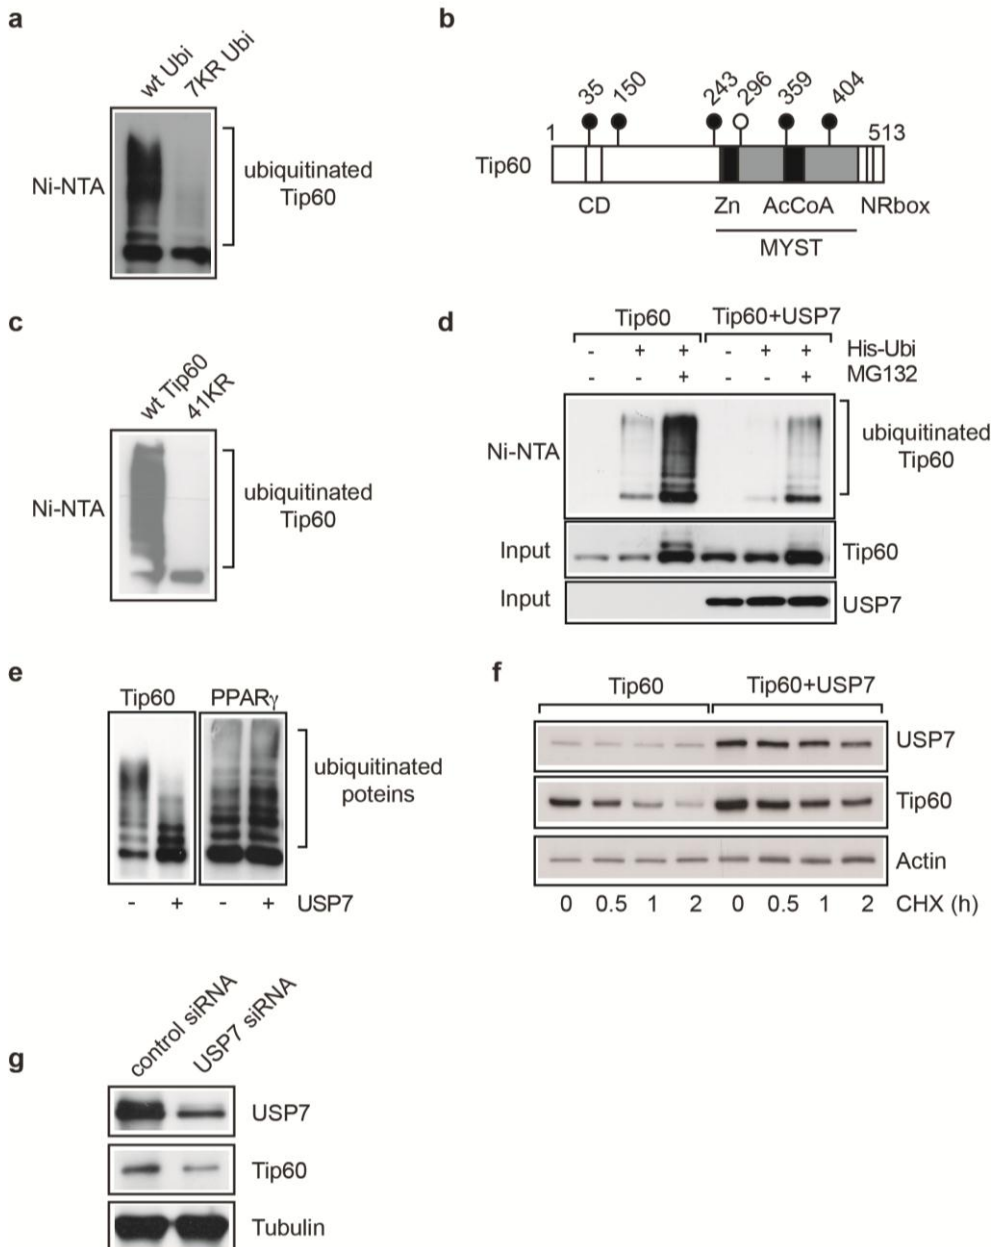 a
wt Ubi
7KR Ubi
Ni-NTA
ubiquitinated
Tip60
b
35
150
243
296
359
404
1
513
Tip60
CD
Zn
AcCoA
NRbox
MYST
c
wt Tip60
41KR
Ni-NTA
ubiquitinated
Tip60
d
Tip60 Tip60+USP7
- + + - + + His-Ubi
- - + - - + MG132
Ni-NTA
ubiquitinated
Tip60
Input Tip60
Input USP7
e
Tip60 PPARγ
ubiquitinated
poteins
- + - + USP7
f
Tip60 Tip60+USP7
USP7
Tip60
Actin
0 0.5 1 2 0 0.5 1 2 CHX (h)
g
control siRNA
USP7 siRNA
USP7
Tip60
Tubulin